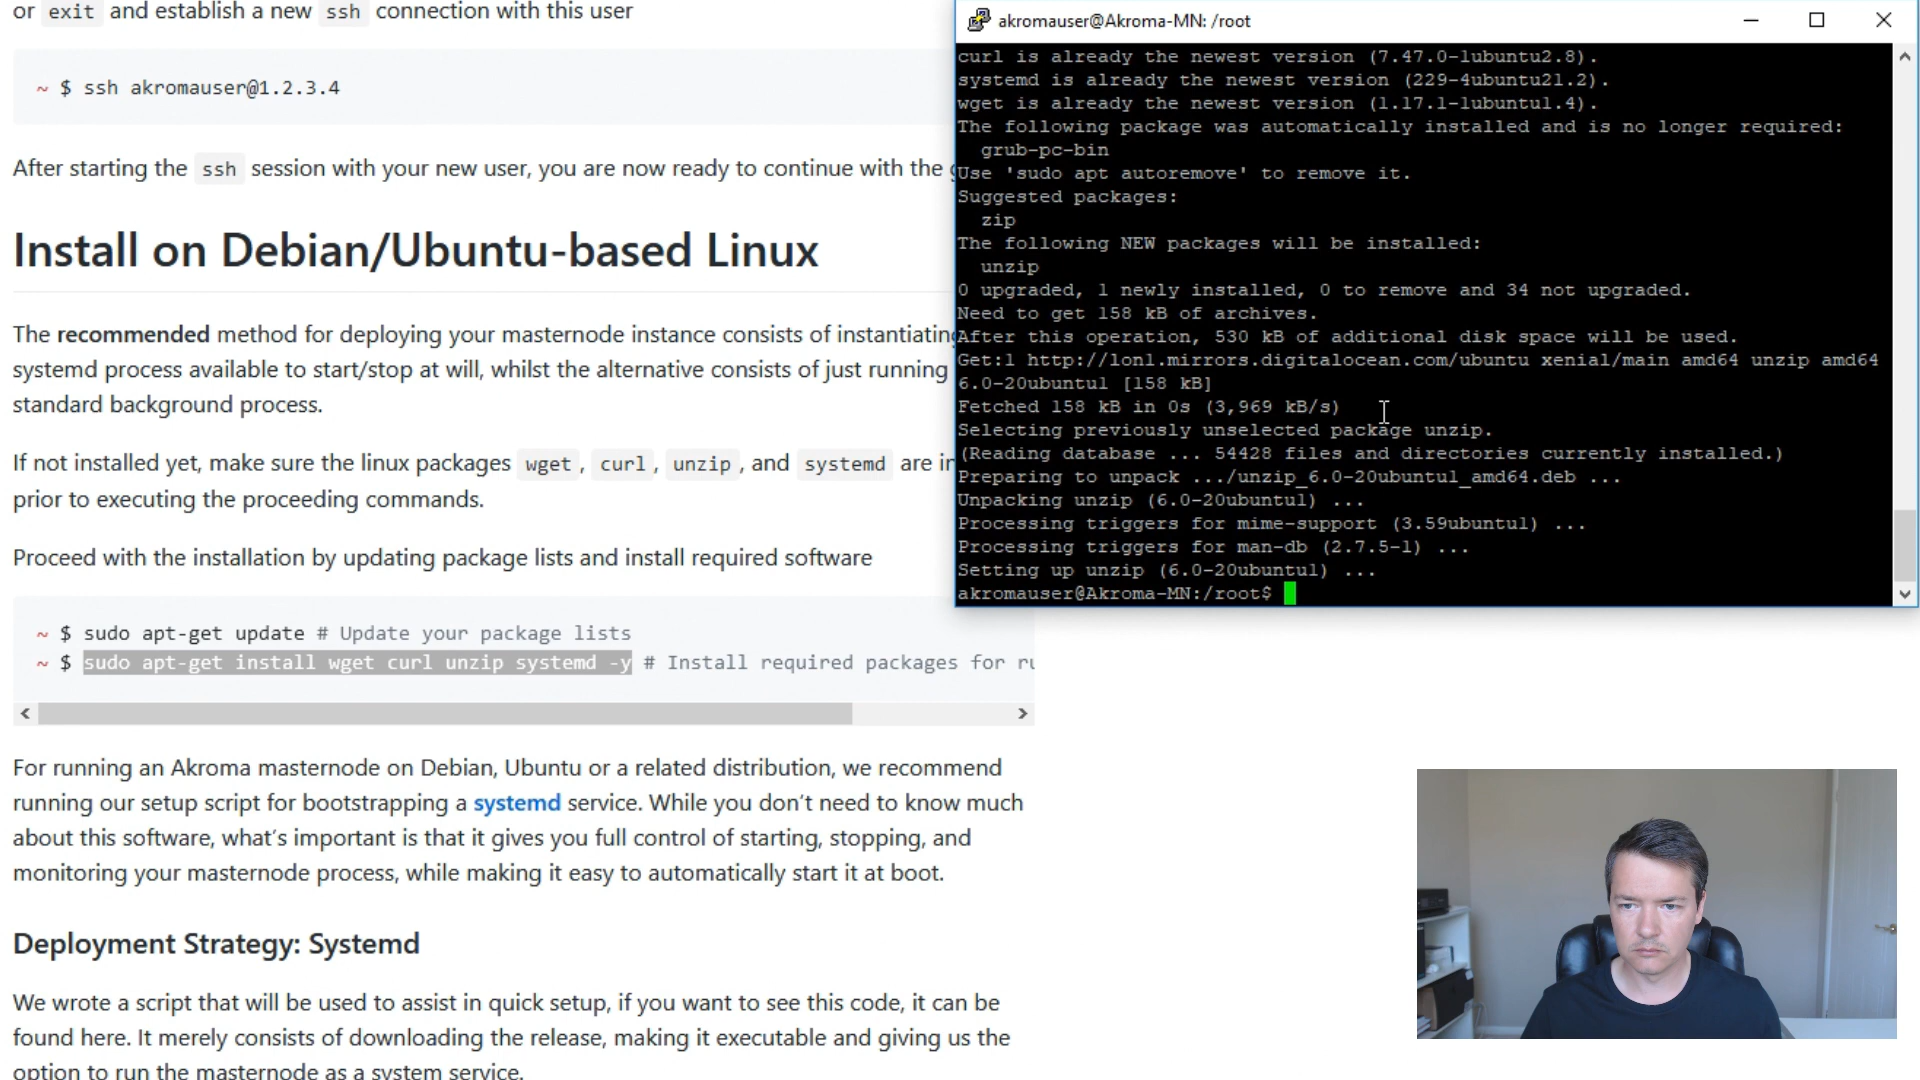 or exit and establish a new ssh connection with this user
~ $ ssh akromauser@1.2.3.4
After starting the ssh session with your new user, you are now ready to continue with the
Install on Debian/Ubuntu-based Linux
The recommended method for deploying your masternode instance consists of instantiating
systemd process available to start/stop at will, whilst the alternative consists of just running
standard background process.
If not installed yet, make sure the linux packages wget, curl, unzip, and systemd are in
prior to executing the proceeding commands.
Proceed with the installation by updating package lists and install required software
~ $ sudo apt-get update # Update your package lists
~ $ sudo apt-get install wget curl unzip systemd -y # Install required packages for ru
For running an Akroma masternode on Debian, Ubuntu or a related distribution, we recommend
running our setup script for bootstrapping a systemd service. While you don't need to know much
about this software, what's important is that it gives you full control of starting, stopping, and
monitoring your masternode process, while making it easy to automatically start it at boot.
Deployment Strategy: Systemd
We wrote a script that will be used to assist in quick setup, if you want to see this code, it can be
found here. It merely consists of downloading the release, making it executable and giving us the
option to run the masternode as a system service.
akromauser@Akroma-MN: /root
curl is already the newest version (7.47.0-1ubuntu2.8).
systemd is already the newest version (229-4ubuntu21.2).
wget is already the newest version (1.17.1-1ubuntu1.4).
The following package was automatically installed and is no longer required:
grub-pc-bin
Use 'sudo apt autoremove' to remove it.
Suggested packages:
zip
The following NEW packages will be installed:
unzip
0 upgraded, 1 newly installed, 0 to remove and 34 not upgraded.
Need to get 158 kB of archives.
After this operation, 530 kB of additional disk space will be used.
Get:1 http://lon1.mirrors.digitalocean.com/ubuntu xenial/main amd64 unzip amd64
6.0-20ubuntu1 [158 kB]
Fetched 158 kB in 0s (3,969 kB/s)
Selecting previously unselected package unzip.
(Reading database ... 54428 files and directories currently installed.)
Preparing to unpack .../unzip_6.0-20ubuntu1_amd64.deb ...
Unpacking unzip (6.0-20ubuntu1) ...
Processing triggers for mime-support (3.59ubuntu1) ...
Processing triggers for man-db (2.7.5-1) ...
Setting up unzip (6.0-20ubuntu1) ...
akromauser@Akroma-MN:/root$